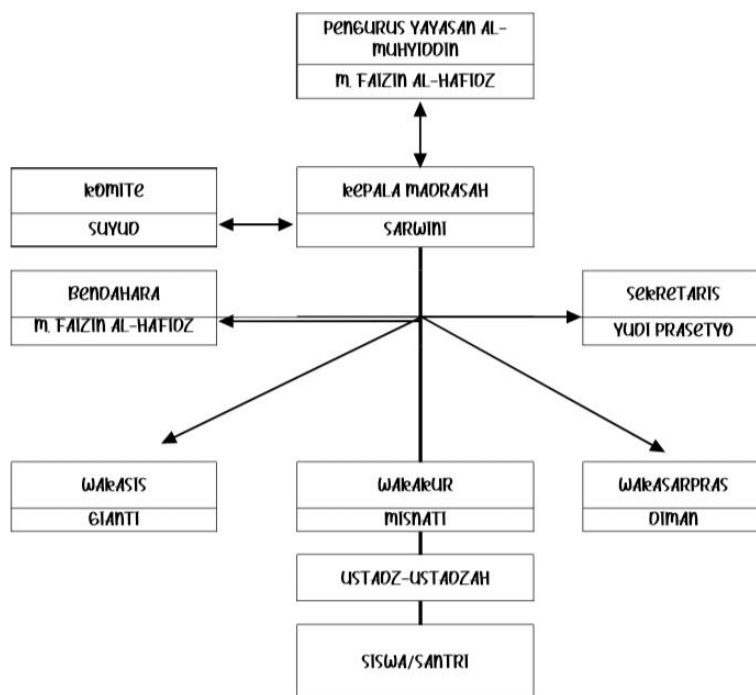 PENGURUS YAYASAN AL-
MUHYIDDIN
M. FAIZIN AL-HAFIDZ
KOMITE
SUYUD
KEPALA MADRASAH
SARWINI
BENDAHARA
M. FAIZIN AL-HAFIDZ
SEKRETARIS
YUDI PRASETYO
WAKASIS
GIANTI
WAKAKUR
MISNATI
WAKASARPRAS
DIMAN
USTADZ-USTADZAH
SISWA/SANTRI